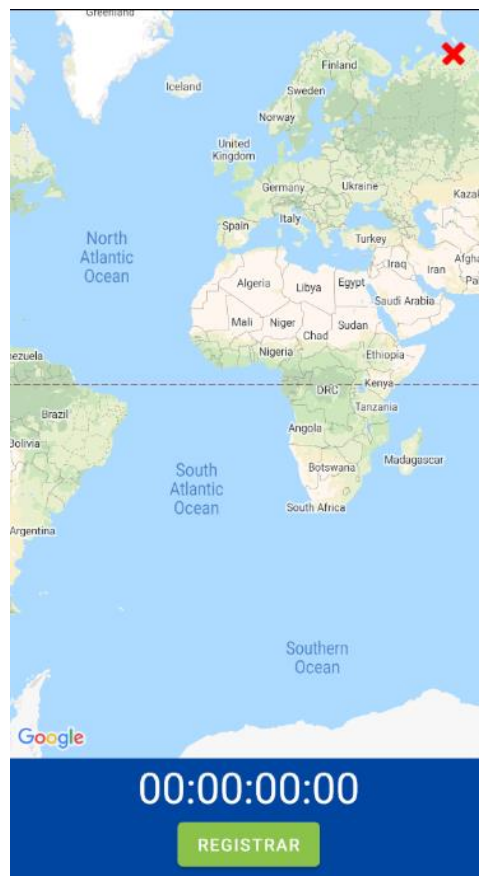 Greenland
Finland
Iceland
Sweden
Norway
United
Kingdom
Germany
Ukraine
Kazal
Spain
Italy
Turkey
North
Atlantic
Ocean
Iraq
Iran
Afgha
Pa
Algeria
Libya
Egypt
Saudi Arabia
Mali
Niger
Chad
Sudan
Nigeria
Ethiopia
ezuela
DRC
Kenya
Brazil
Tanzania
Angola
Bolivia
South
Atlantic
Ocean
Botswana
Madagascar
South Africa
Argentina
Southern
Ocean
Google
00:00:00:00
REGISTRAR